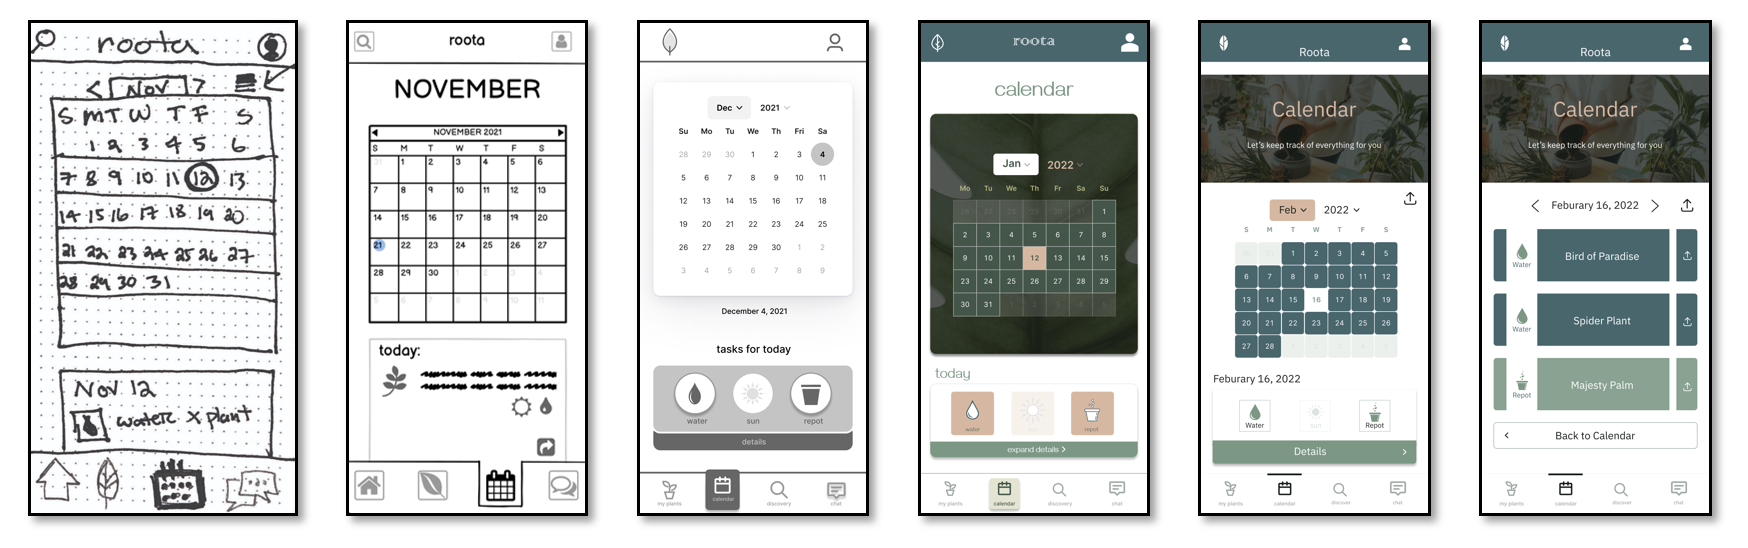 roota
< NOV >
S M T W T F S
1 2 3 4 5 6
7 8 9 10 11 12 13
14 15 16 17 18 19 20
21 22 23 24 25 26 27
28 29 30 31
NOV 12
water x plant
roota
NOVEMBER
NOVEMBER 2021
S M T W T F S
31 1 2 3 4 5 6
7 8 9 10 11 12 13
14 15 16 17 18 19 20
21 22 23 24 25 26 27
28 29 30 1 2 3 4
5 6 7 8 9 10 11
today:
Dec 2021
Su Mo Tu We Th Fri Sa
28 29 30 1 2 3 4
5 6 7 8 9 10 11
12 13 14 15 16 17 18
19 20 21 22 23 24 25
26 27 28 29 30 1 2
3 4 5 6 7 8 9
December 4, 2021
tasks for today
water sun repot
details
my plants calendar discovery chat
roota
calendar
Jan 2022
Mo Tu We Th Fr Sa Su
1
2 3 4 5 6 7 8
9 10 11 12 13 14 15
23 24 25 26 27 28 29
30 31
today
water sun repot
expand details >
my plants calendar discovery chat
Roota
Calendar
Let's keep track of everything for you
Feb 2022
S M T W T F S
1 2 3 4 5
6 7 8 9 10 11 12
13 14 15 16 17 18 19
20 21 22 23 24 25 26
27 28
Feburary 16, 2022
Water sun Repot
Details >
my plants calendar discover chat
Roota
Calendar
Let's keep track of everything for you
< Feburary 16, 2022 >
Water Bird of Paradise
Water Spider Plant
Repot Majesty Palm
< Back to Calendar
my plants calendar discover chat